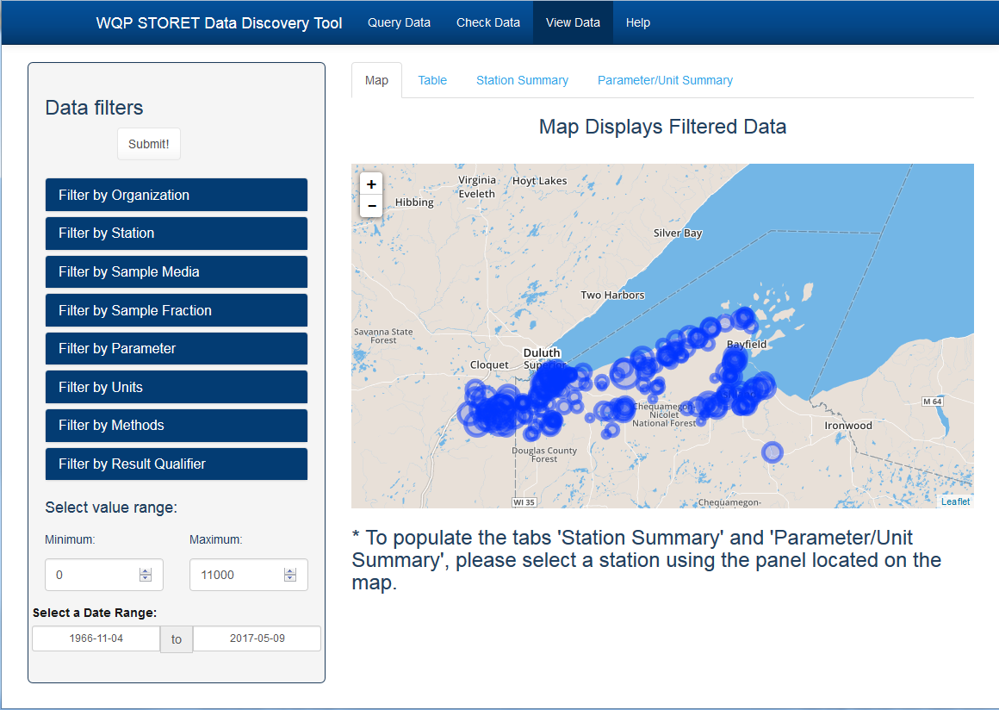 WQP STORET Data Discovery Tool Query Data Check Data View Data Help
Data filters
Submit!
Filter by Organization
Filter by Station
Filter by Sample Media
Filter by Sample Fraction
Filter by Parameter
Filter by Units
Filter by Methods
Filter by Result Qualifier
Select value range:
Minimum: Maximum:
0 11000
Select a Date Range:
1966-11-04 to 2017-05-09
Map Table Station Summary Parameter/Unit Summary
Map Displays Filtered Data
+
−
Virginia
Eveleth
Hoyt Lakes
Hibbing
Silver Bay
Two Harbors
Savanna State
Forest
Duluth
Cloquet
Bayfield
Chequamegon-
Nicolet
National Forest
M 64
Ironwood
Douglas County
Forest
WI 35
Chequamegon-
Leaflet
* To populate the tabs 'Station Summary' and 'Parameter/Unit
Summary', please select a station using the panel located on the
map.